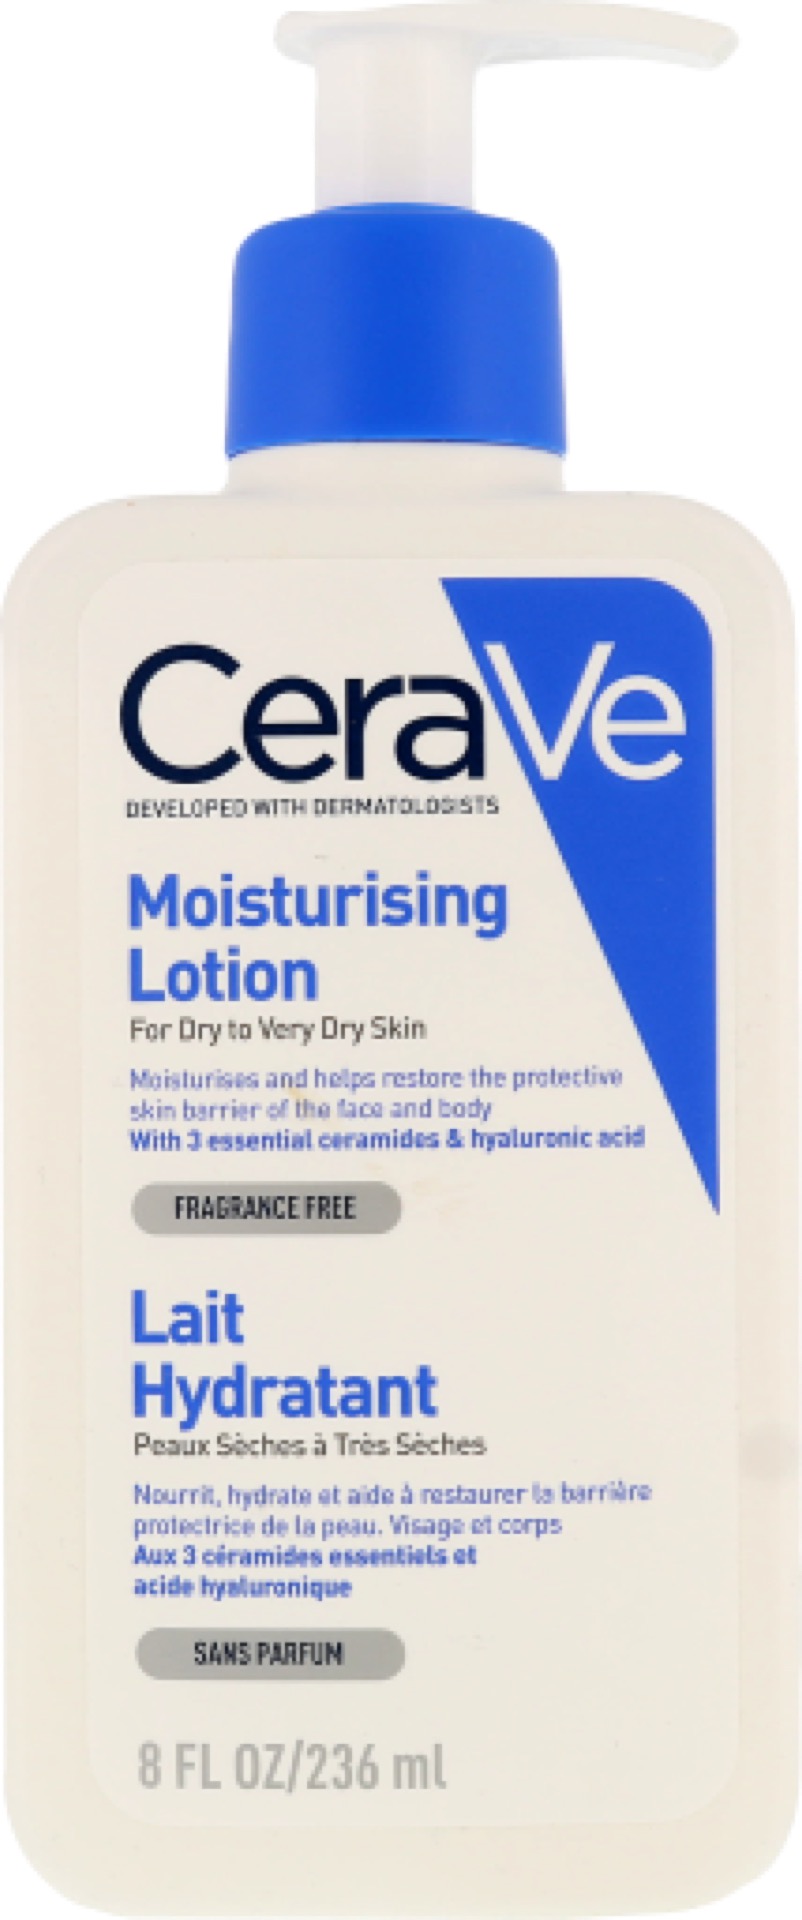 CeraVe
DEVELOPED WITH DERMATOLOGISTS
Moisturising
Lotion
For Dry to Very Dry Skin
Moisturises and helps restore the protective
skin barrier of the face and body
With 3 essential ceramides & hyaluronic acid
FRAGRANCE FREE
Lait
Hydratant
Peaux Sèches à Très Sèches
Nourrit, hydrate et aide à restaurer la barrière
protectrice de la peau. Visage et corps
Aux 3 céramides essentiels et
acide hyaluronique
SANS PARFUM
8 FL OZ/236 ml